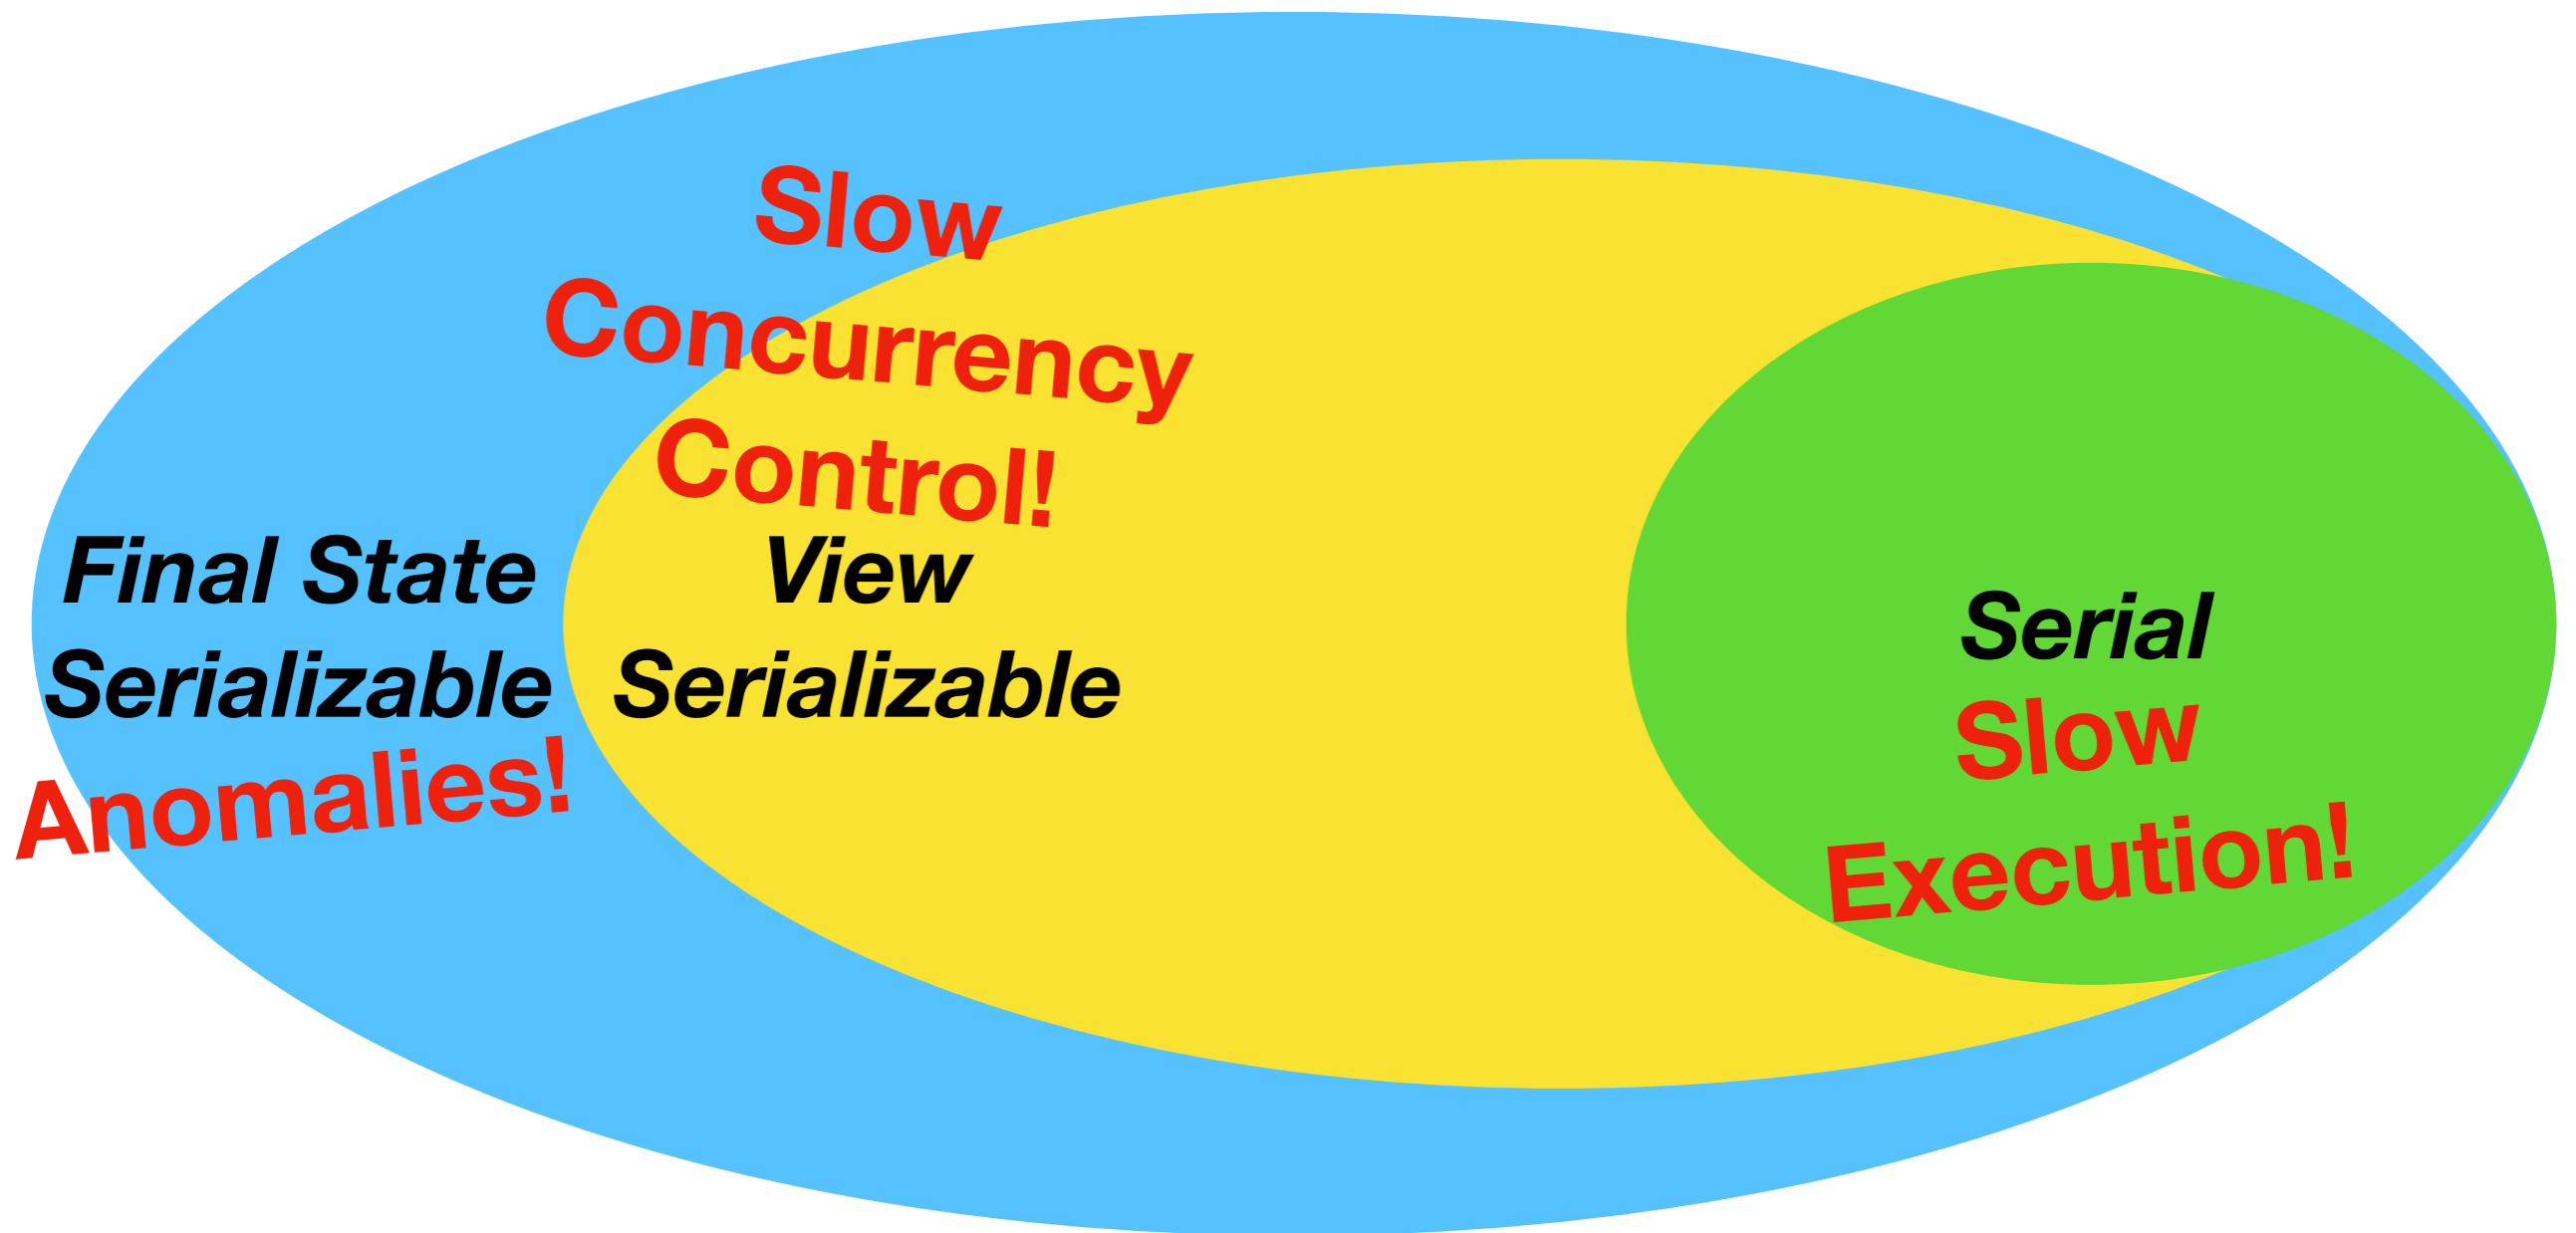 Slow
Concurrency
Control!
Final State
Serializable
Anomalies!
View
Serializable
Serial
Slow
Execution!